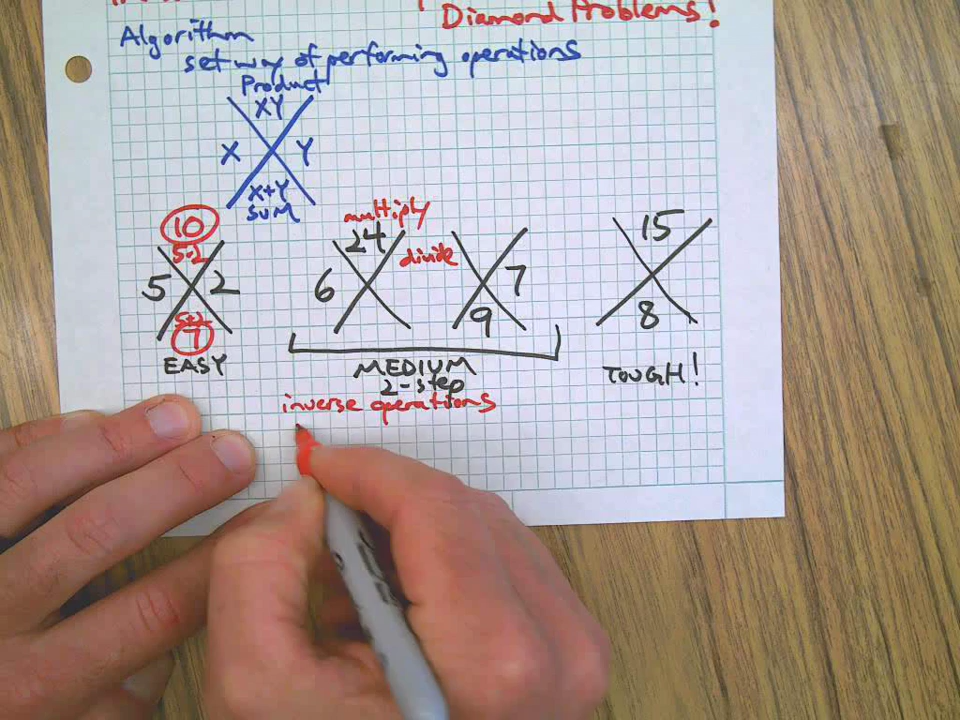 Diamond Problems!
Algorithm
set way of performing operations
Product
XY
X Y
X+Y
SUM
10
5·2
5 2
5+2
7
EASY
multiply
24
divide
6
7
9
MEDIUM
2-step
inverse operations
15
8
TOUGH!